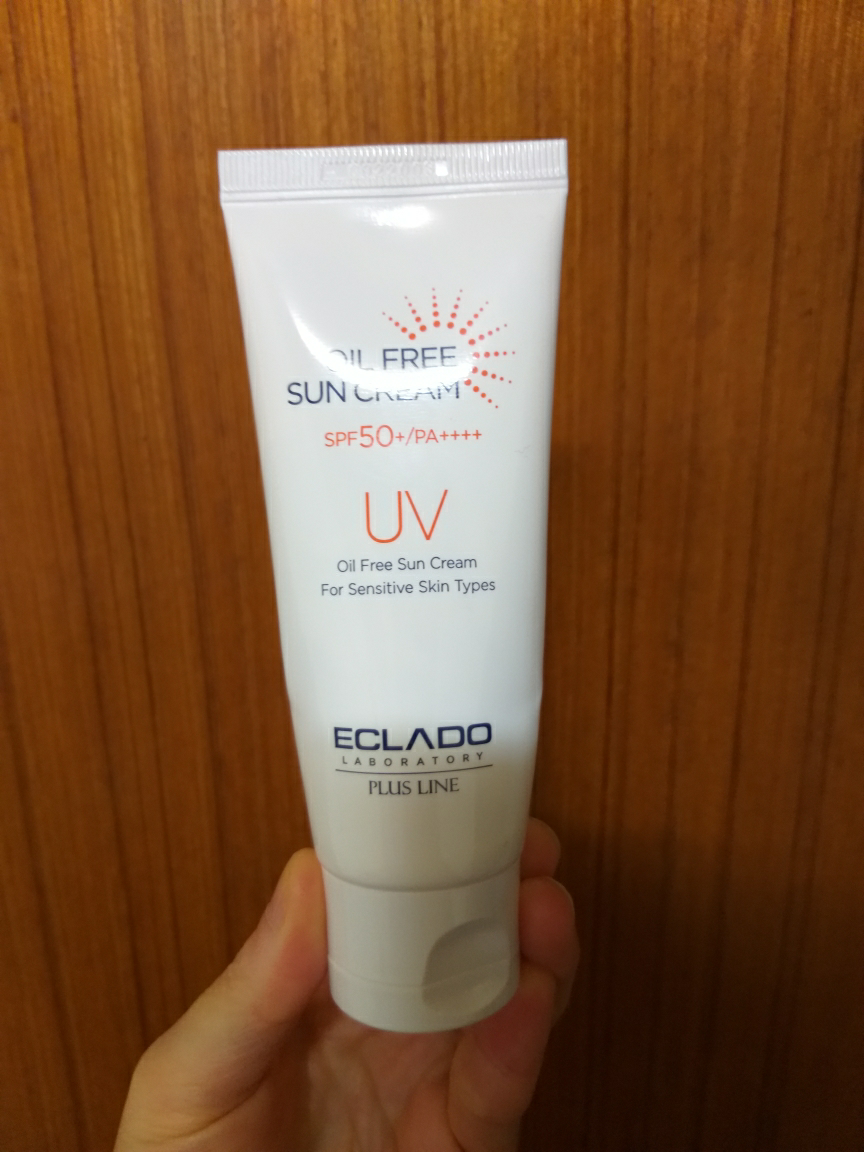 OIL FREE
SUN CREAM
SPF50+/PA++++
UV
Oil Free Sun Cream
For Sensitive Skin Types
ECLADO
LABORATORY
PLUS LINE